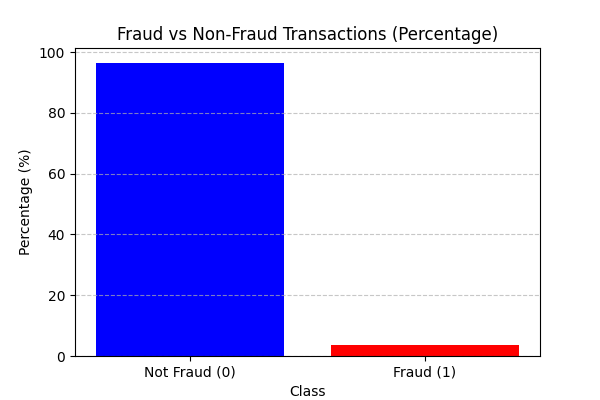 Fraud vs Non-Fraud Transactions (Percentage)
100
80
60
40
20
0
Percentage (%)
Not Fraud (0)
Fraud (1)
Class